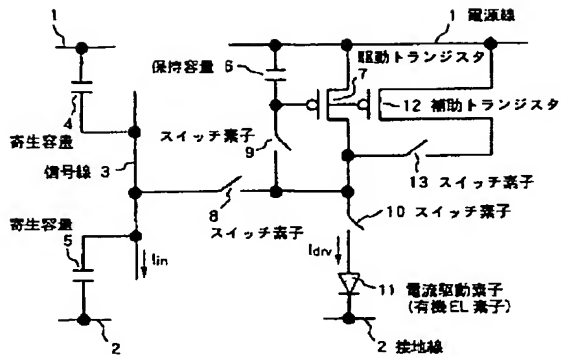 1
1 電源線
保持容量 6
駆動トランジスタ
7
12 補助トランジスタ
4
寄生容量
スイッチ素子
9
信号線 3
13 スイッチ素子
寄生容量
5
8
スイッチ素子
10 スイッチ素子
Iin
Idrv
11 電流駆動素子
(有機EL素子)
2
2 接地線